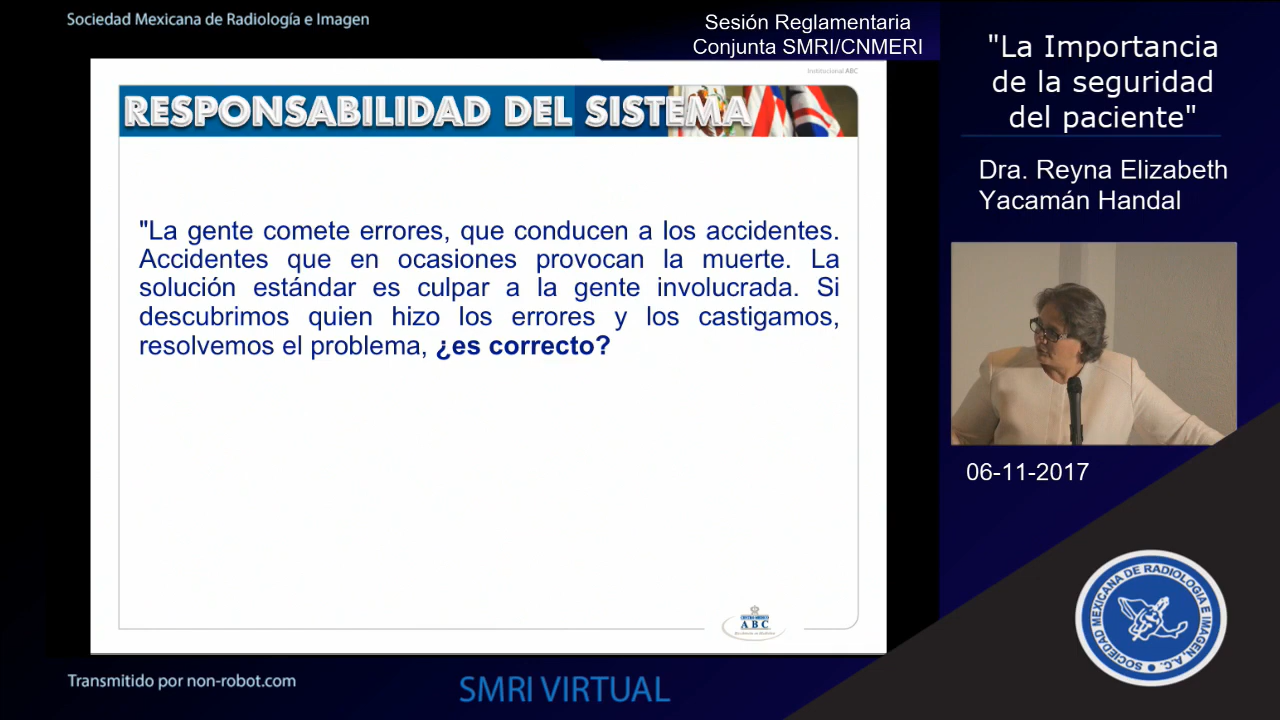 Sociedad Mexicana de Radiología e Imagen
Sesión Reglamentaria
Conjunta SMRI/CNMERI
"La Importancia
de la seguridad
del paciente"
Dra. Reyna Elizabeth
Yacamán Handal
06-11-2017
Institucional ABC
RESPONSABILIDAD DEL SISTEMA
"La gente comete errores, que conducen a los accidentes.
Accidentes que en ocasiones provocan la muerte. La
solución estándar es culpar a la gente involucrada. Si
descubrimos quien hizo los errores y los castigamos,
resolvemos el problema, ¿es correcto?
CENTRO MEDICO
ABC
SOCIEDAD MEXICANA DE RADIOLOGIA E IMAGEN, A.C.
Transmitido por non-robot.com
SMRI VIRTUAL